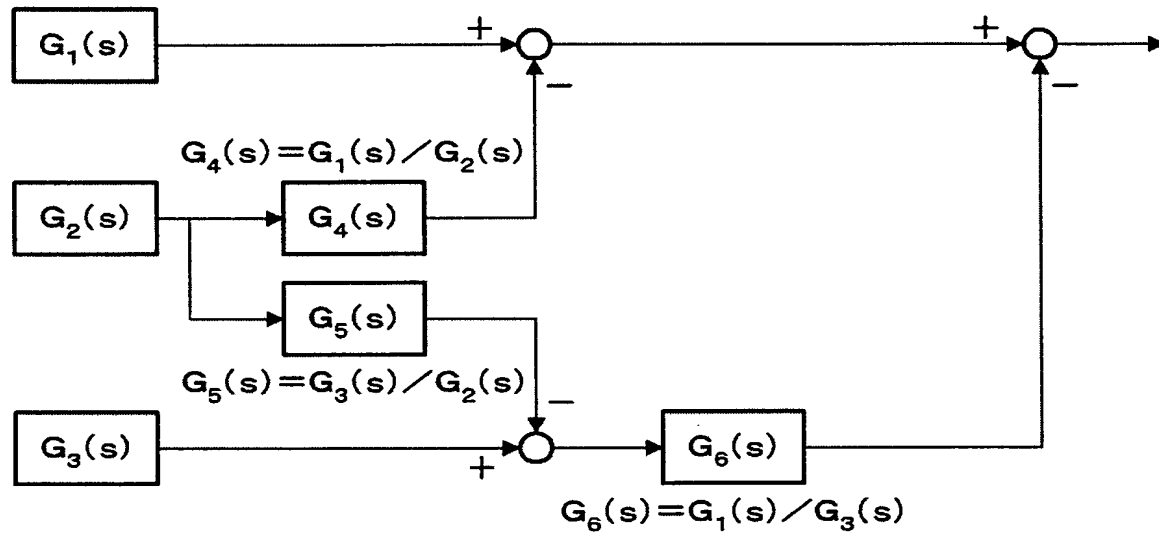 G₁(s)
+
+
−
−
G₄(s)=G₁(s)/G₂(s)
G₂(s)
G₄(s)
G₅(s)
G₅(s)=G₃(s)/G₂(s)
−
G₃(s)
+
G₆(s)
G₆(s)=G₁(s)/G₃(s)